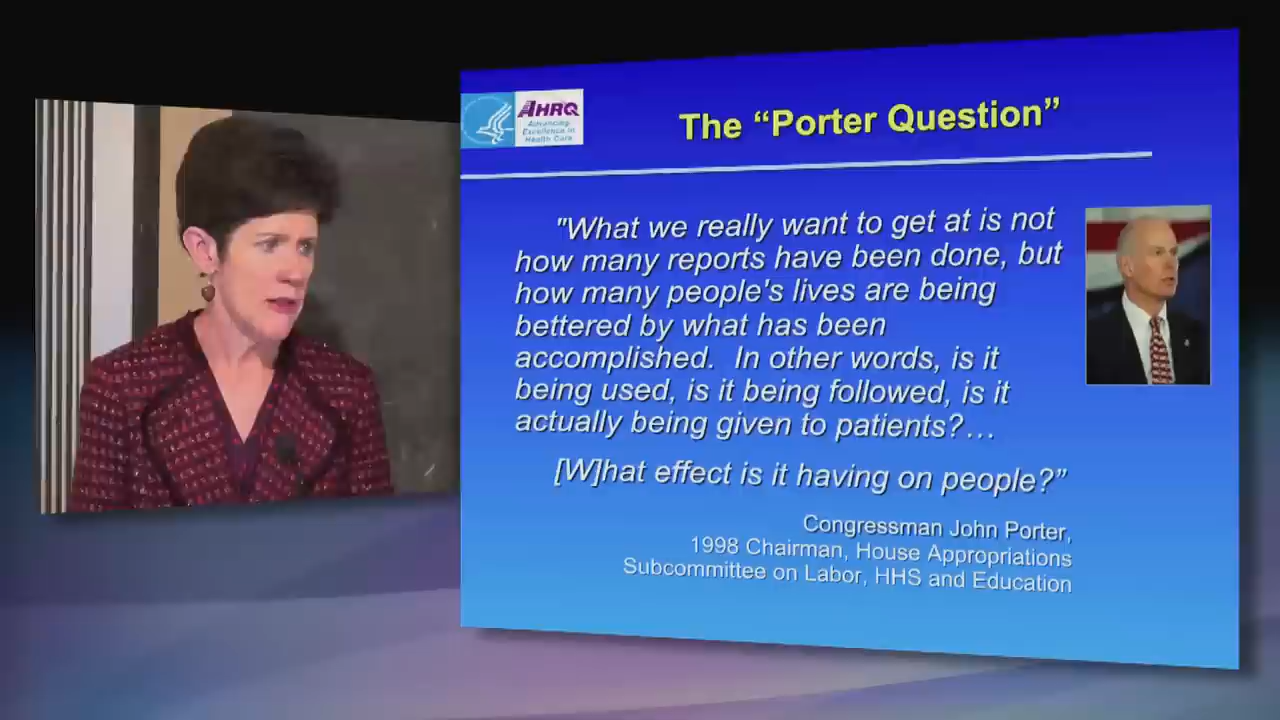 AHRQ
Advancing
Excellence in
Health Care
The “Porter Question”
"What we really want to get at is not
how many reports have been done, but
how many people's lives are being
bettered by what has been
accomplished. In other words, is it
being used, is it being followed, is it
actually being given to patients?…
[W]hat effect is it having on people?”
Congressman John Porter,
1998 Chairman, House Appropriations
Subcommittee on Labor, HHS and Education